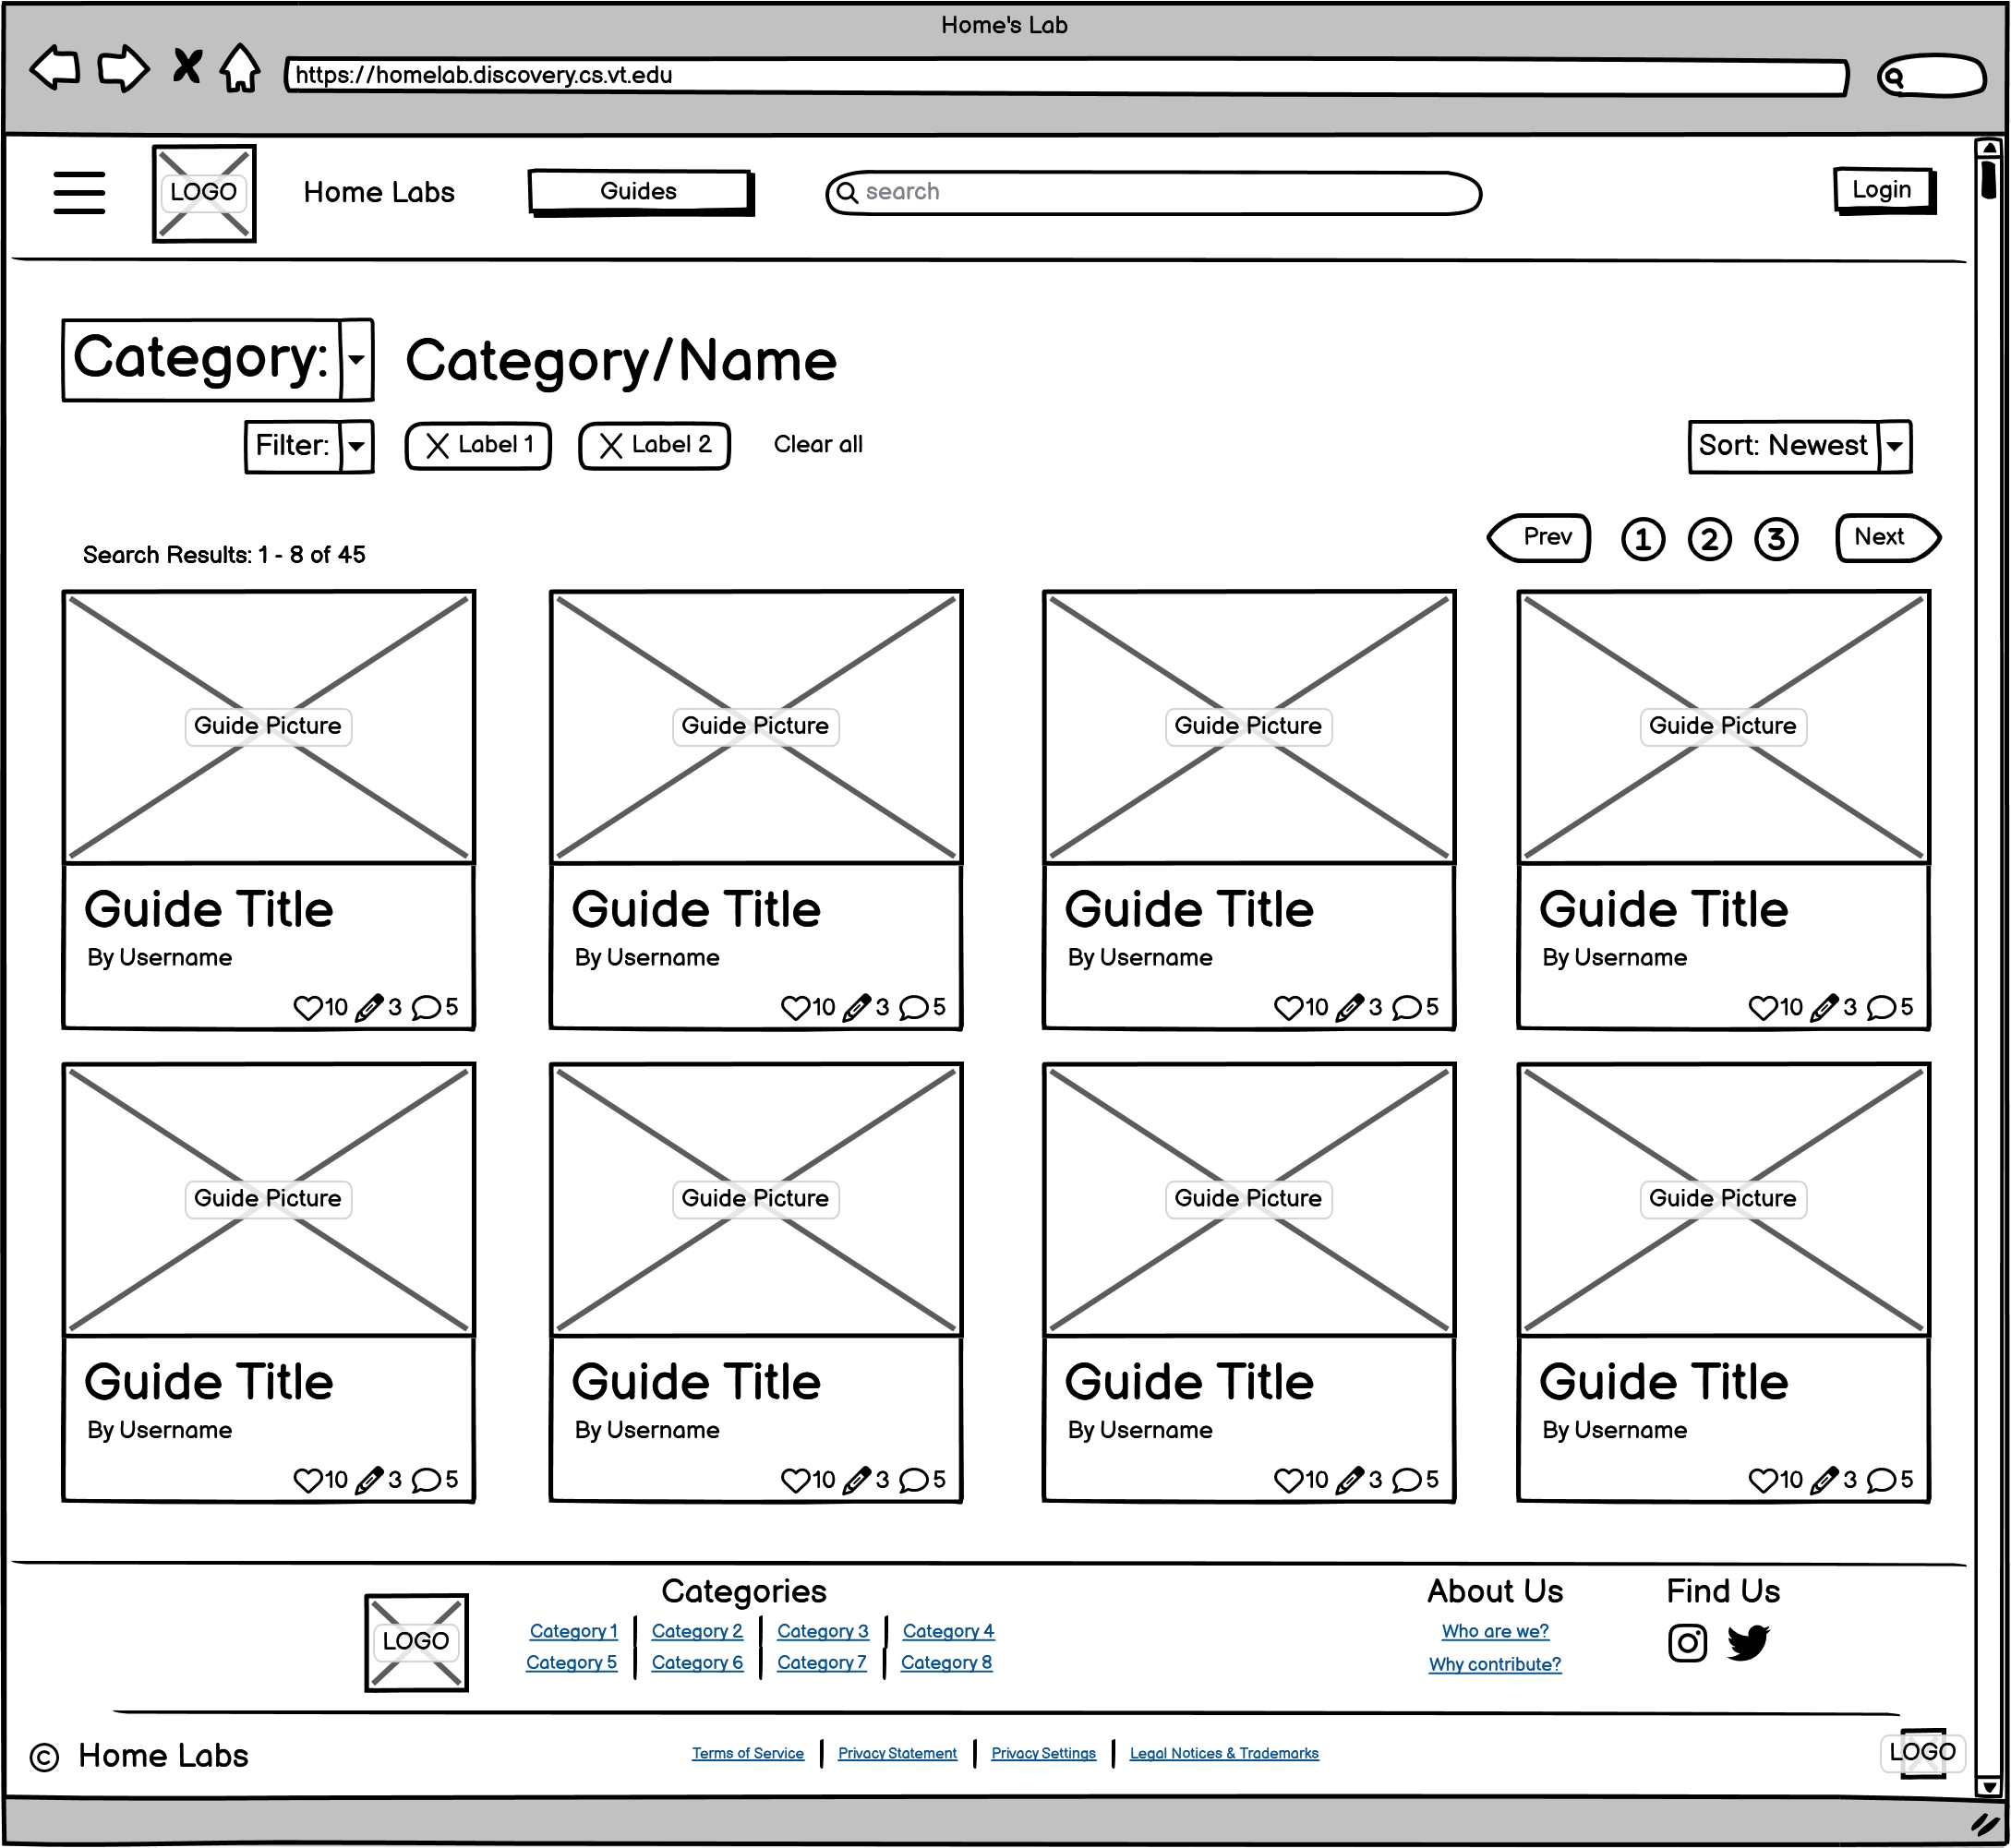 Home's Lab
https://homelab.discovery.cs.vt.edu
LOGO Home Labs Guides search Login
Category: Category/Name
Filter: Label 1 Label 2 Clear all Sort: Newest
Prev 1 2 3 Next
Search Results: 1 - 8 of 45
Guide Picture Guide Picture Guide Picture Guide Picture
Guide Title Guide Title Guide Title Guide Title
By Username By Username By Username By Username
10 3 5 10 3 5 10 3 5 10 3 5
Guide Picture Guide Picture Guide Picture Guide Picture
Guide Title Guide Title Guide Title Guide Title
By Username By Username By Username By Username
10 3 5 10 3 5 10 3 5 10 3 5
Categories About Us Find Us
LOGO Category 1 Category 2 Category 3 Category 4 Who are we?
Category 5 Category 6 Category 7 Category 8 Why contribute?
© Home Labs Terms of Service Privacy Statement Privacy Settings Legal Notices & Trademarks LOGO